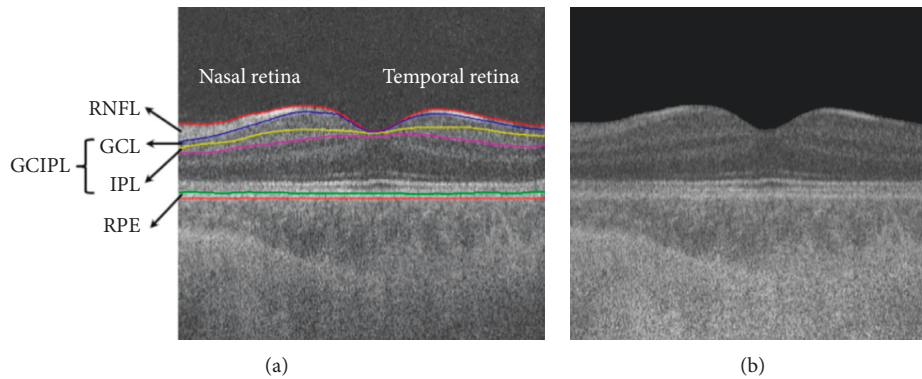 Nasal retina
Temporal retina
RNFL
GCL
GCIPL
IPL
RPE
(a)
(b)